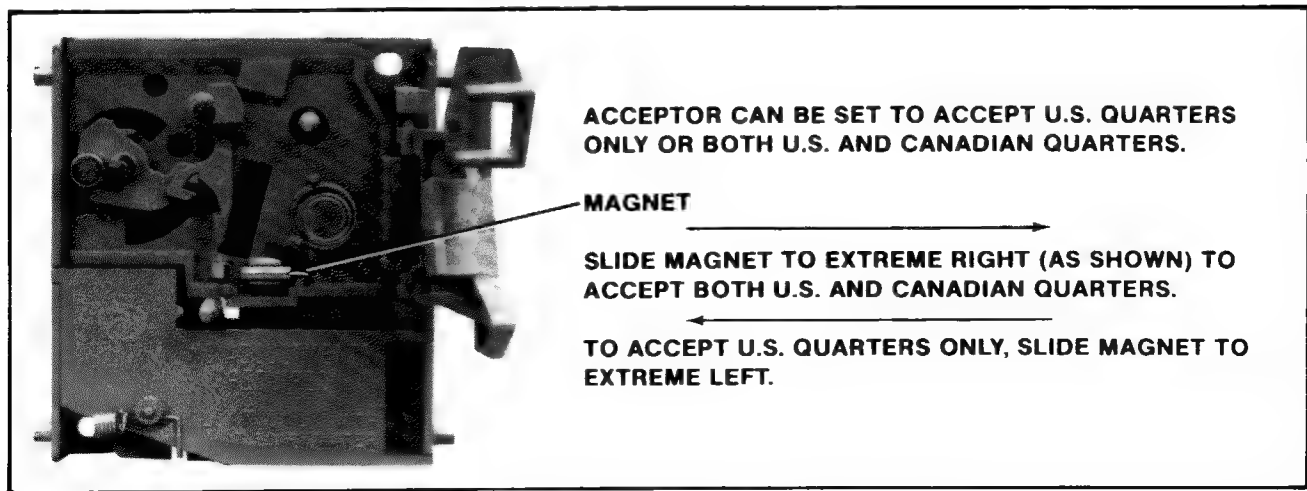 ACCEPTOR CAN BE SET TO ACCEPT U.S. QUARTERS
ONLY OR BOTH U.S. AND CANADIAN QUARTERS.
MAGNET
SLIDE MAGNET TO EXTREME RIGHT (AS SHOWN) TO
ACCEPT BOTH U.S. AND CANADIAN QUARTERS.
TO ACCEPT U.S. QUARTERS ONLY, SLIDE MAGNET TO
EXTREME LEFT.